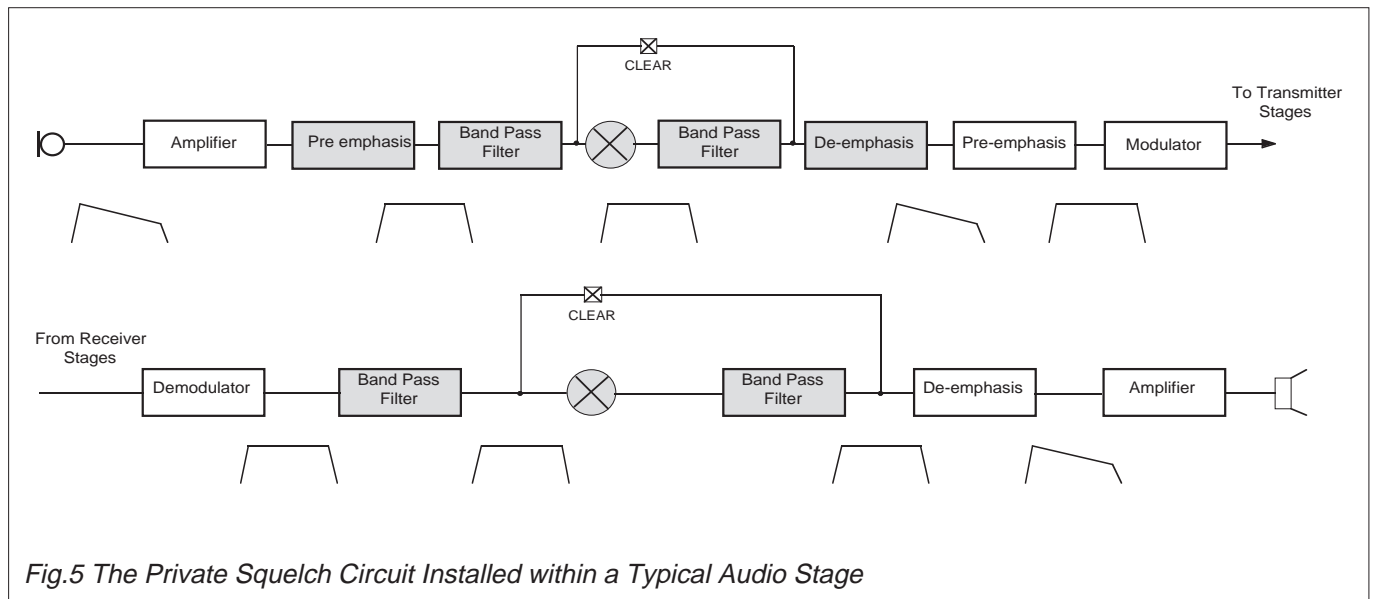 CLEAR
To Transmitter
Stages
Amplifier
Pre emphasis
Band Pass
Filter
Band Pass
Filter
De-emphasis
Pre-emphasis
Modulator
CLEAR
From Receiver
Stages
Demodulator
Band Pass
Filter
Band Pass
Filter
De-emphasis
Amplifier
Fig.5 The Private Squelch Circuit Installed within a Typical Audio Stage